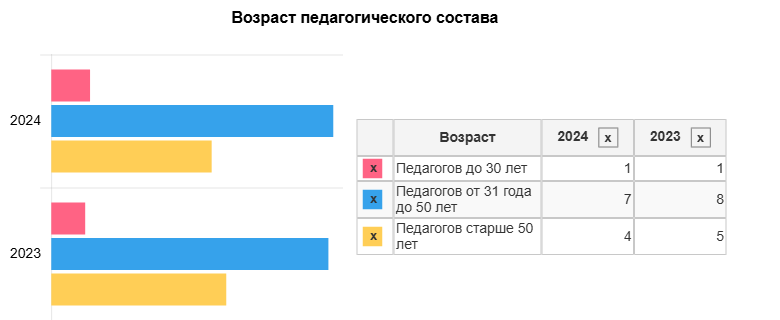 Возраст педагогического состава
2024
2023
Возраст 2024 x 2023 x
x Педагогов до 30 лет 1 1
x Педагогов от 31 года
до 50 лет 7 8
x Педагогов старше 50
лет 4 5